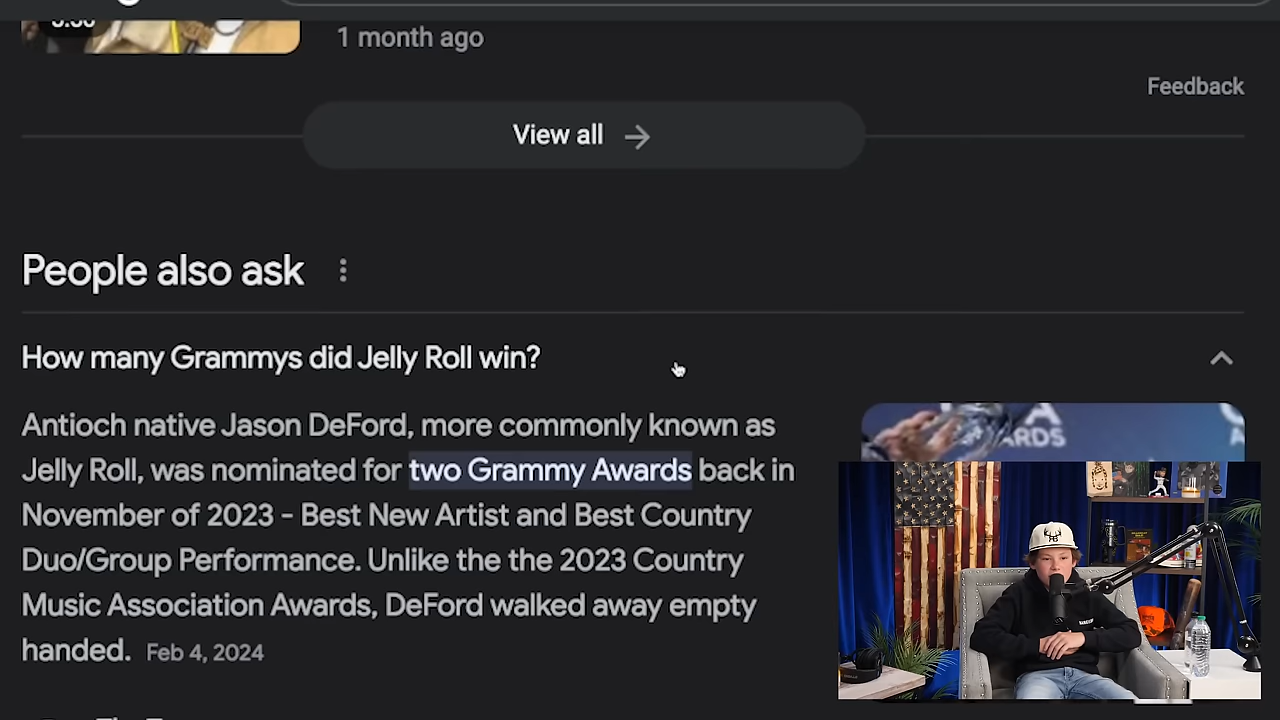 1 month ago
Feedback
View all →
People also ask
How many Grammys did Jelly Roll win?
Antioch native Jason DeFord, more commonly known as
Jelly Roll, was nominated for two Grammy Awards back in
November of 2023 - Best New Artist and Best Country
Duo/Group Performance. Unlike the the 2023 Country
Music Association Awards, DeFord walked away empty
handed. Feb 4, 2024
ARDS